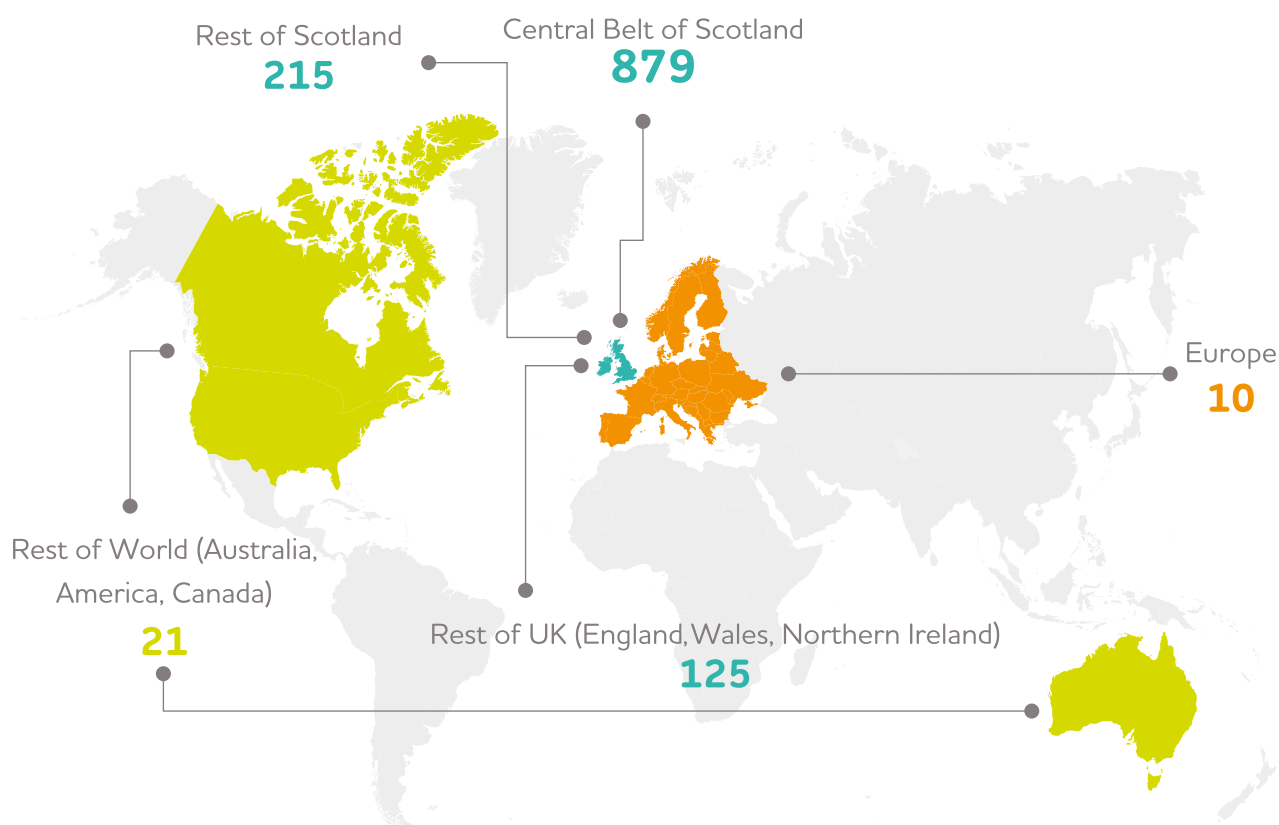 Rest of Scotland
215
Central Belt of Scotland
879
Europe
10
Rest of World (Australia,
America, Canada)
21
Rest of UK (England, Wales, Northern Ireland)
125